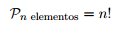 𝒫ₙ ₑₗₑₘₑₙₜₒₛ = n!